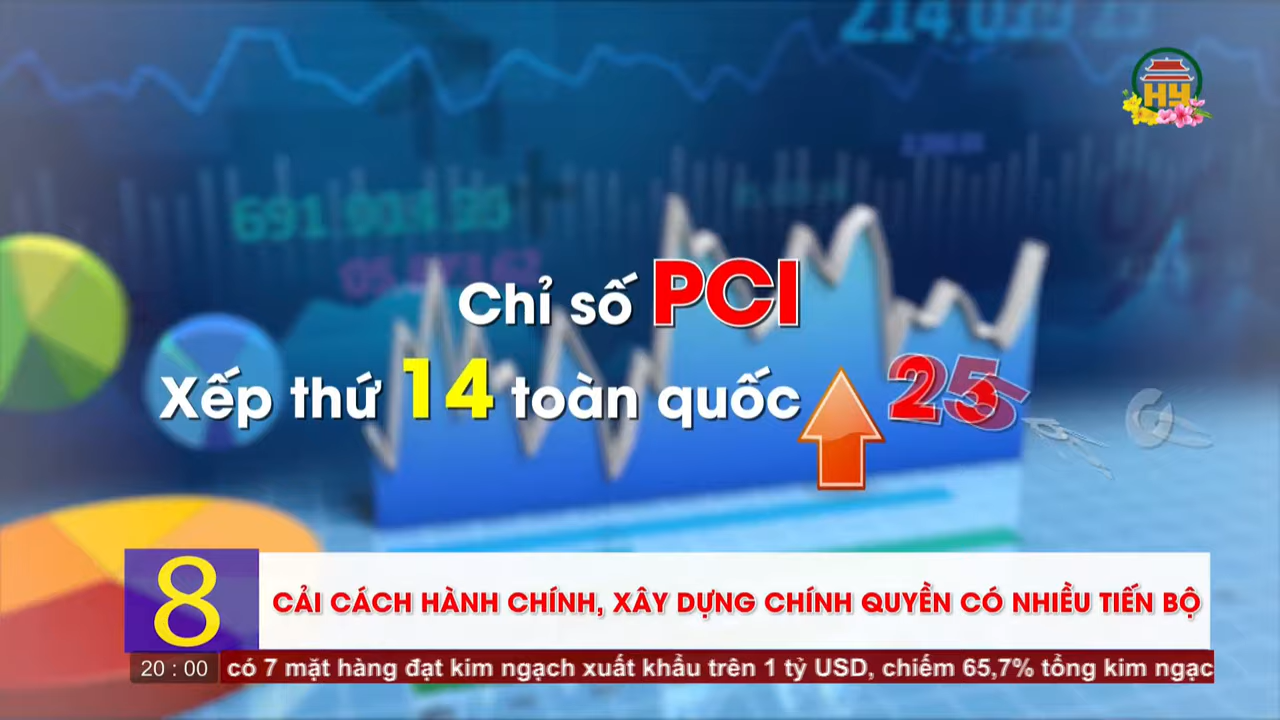 HY
Chỉ số PCI
Xếp thứ 14 toàn quốc 25
8
CẢI CÁCH HÀNH CHÍNH, XÂY DỰNG CHÍNH QUYỀN CÓ NHIỀU TIẾN BỘ
20 : 00 có 7 mặt hàng đạt kim ngạch xuất khẩu trên 1 tỷ USD, chiếm 65,7% tổng kim ngạc